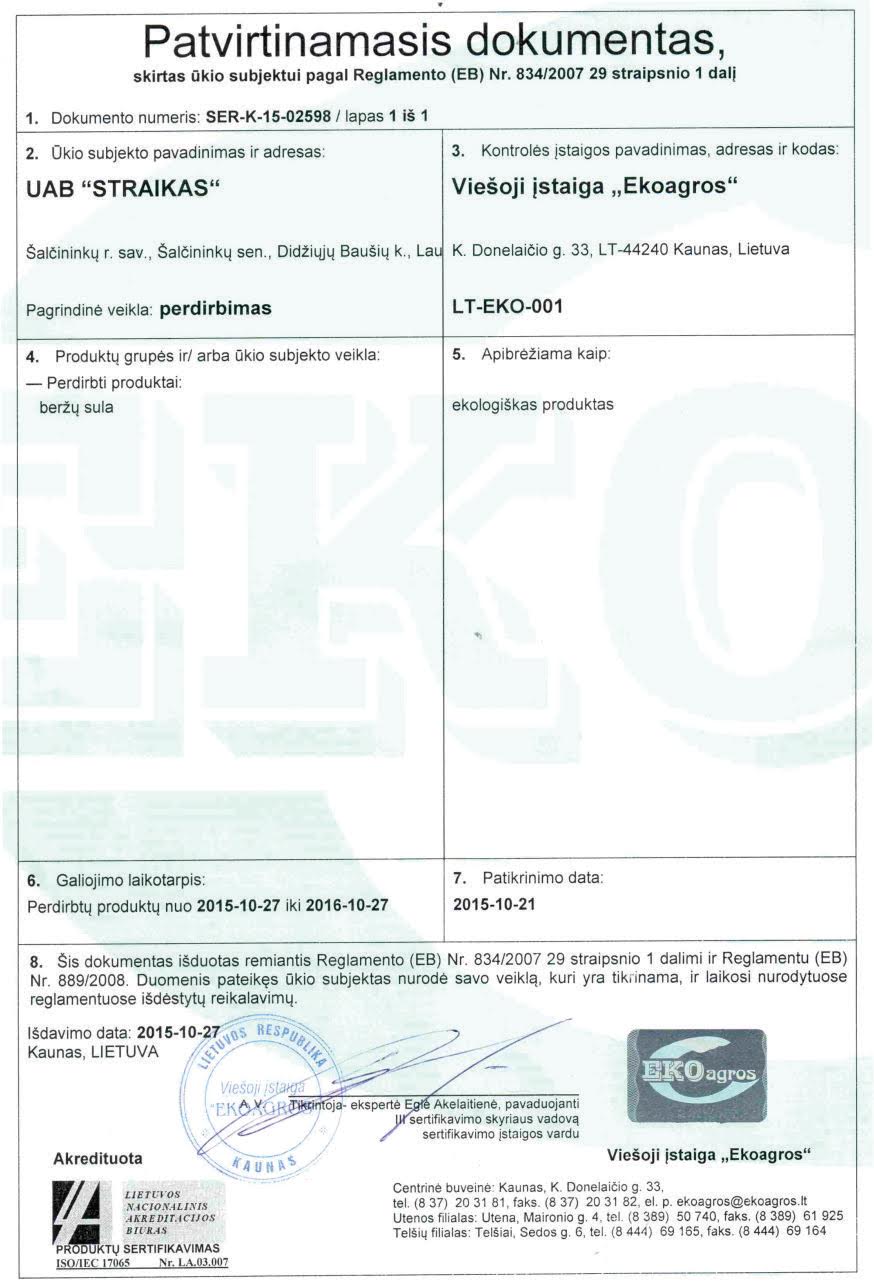 Patvirtinamasis dokumentas,
skirtas ūkio subjektui pagal Reglamento (EB) Nr. 834/2007 29 straipsnio 1 dalį
1. Dokumento numeris: SER-K-15-02598 / lapas 1 iš 1
2. Ūkio subjekto pavadinimas ir adresas:
UAB “STRAIKAS“
Šalčininkų r. sav., Šalčininkų sen., Didžiųjų Baušių k., Lau
Pagrindinė veikla: perdirbimas
3. Kontrolės įstaigos pavadinimas, adresas ir kodas:
Viešoji įstaiga „Ekoagros“
K. Donelaičio g. 33, LT-44240 Kaunas, Lietuva
LT-EKO-001
4. Produktų grupės ir/ arba ūkio subjekto veikla:
— Perdirbti produktai:
beržų sula
5. Apibrėžiama kaip:
ekologiškas produktas
6. Galiojimo laikotarpis:
Perdirbtų produktų nuo 2015-10-27 iki 2016-10-27
7. Patikrinimo data:
2015-10-21
8. Šis dokumentas išduotas remiantis Reglamento (EB) Nr. 834/2007 29 straipsnio 1 dalimi ir Reglamentu (EB)
Nr. 889/2008. Duomenis pateikęs ūkio subjektas nurodė savo veiklą, kuri yra tikrinama, ir laikosi nurodytuose
reglamentuose išdėstytų reikalavimų.
Išdavimo data: 2015-10-27
Kaunas, LIETUVA
LIETUVOS RESPUBLIKA
Viešoji įstaiga
"EKOAGROS"
KAUNAS
A.V.
Tikrintoja- ekspertė Eglė Akelaitienė, pavaduojanti
III sertifikavimo skyriaus vadovą
sertifikavimo įstaigos vardu
EKOagros
Viešoji įstaiga „Ekoagros“
Akredituota
LIETUVOS
NACIONALINIS
AKREDITACIJOS
BIURAS
PRODUKTŲ SERTIFIKAVIMAS
ISO/IEC 17065 Nr. LA.03.007
Centrinė buveinė: Kaunas, K. Donelaičio g. 33,
tel. (8 37) 20 31 81, faks. (8 37) 20 31 82, el. p. ekoagros@ekoagros.lt
Utenos filialas: Utena, Maironio g. 4, tel. (8 389) 50 740, faks. (8 389) 61 925
Telšių filialas: Telšiai, Sedos g. 6, tel. (8 444) 69 165, faks. (8 444) 69 164
EKO